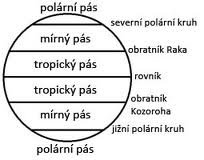 polární pás
severní polární kruh
mírný pás
obratník Raka
tropický pás
rovník
tropický pás
obratník
Kozoroha
mírný pás
jižní polární kruh
polární pás